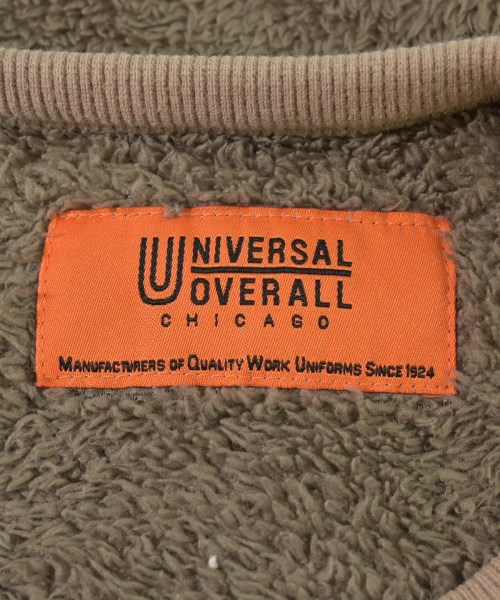 UNIVERSAL
OVERALL
CHICAGO
MANUFACTURERS OF QUALITY WORK UNIFORMS SINCE 1924